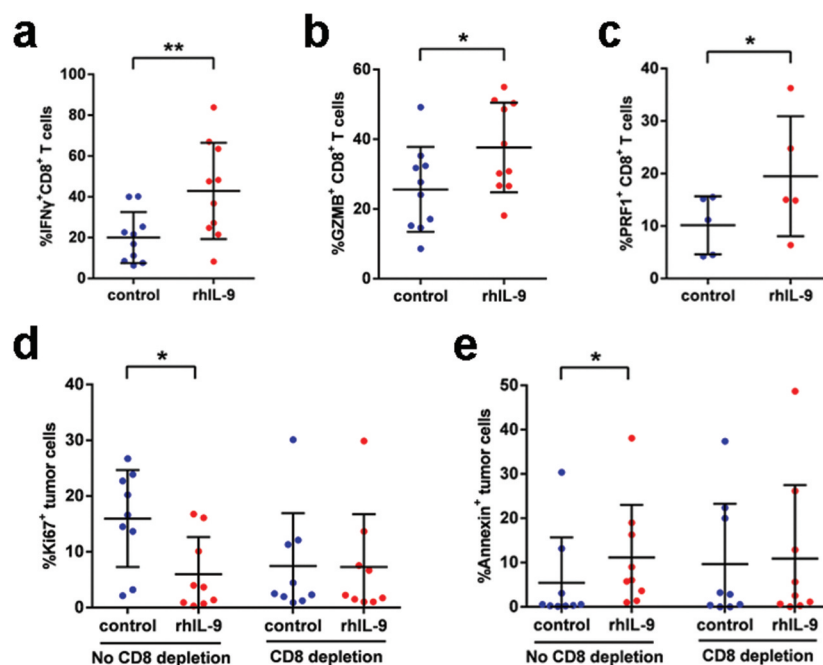 a
**
%IFNγ⁺CD8⁺ T cells
100
80
60
40
20
0
control rhIL-9
b
*
%GZMB⁺ CD8⁺ T cells
60
40
20
0
control rhIL-9
c
*
%PRF1⁺ CD8⁺ T cells
40
30
20
10
0
control rhIL-9
d
*
%Ki67⁺ tumor cells
40
30
20
10
0
control rhIL-9 control rhIL-9
No CD8 depletion CD8 depletion
e
*
%Annexin⁺ tumor cells
50
40
30
20
10
0
control rhIL-9 control rhIL-9
No CD8 depletion CD8 depletion